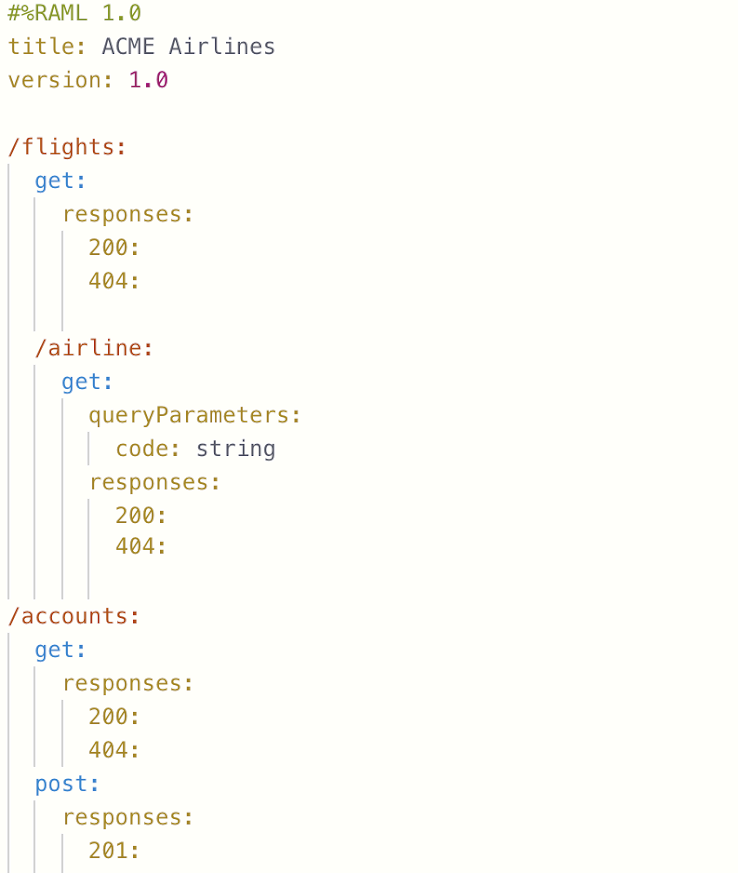 #%RAML 1.0
title: ACME Airlines
version: 1.0

/flights:
  get:
    responses:
      200:
      404:

  /airline:
    get:
      queryParameters:
        code: string
      responses:
        200:
        404:

/accounts:
  get:
    responses:
      200:
      404:
  post:
    responses:
      201: